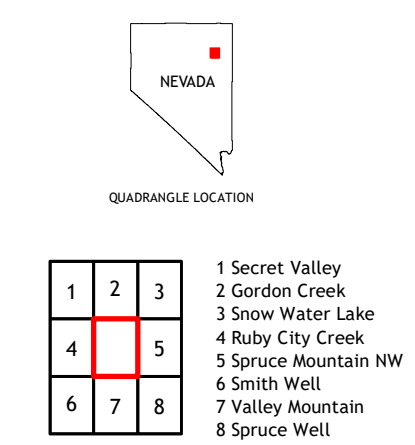 NEVADA
QUADRANGLE LOCATION
1 2 3
4 5
6 7 8
1 Secret Valley
2 Gordon Creek
3 Snow Water Lake
4 Ruby City Creek
5 Spruce Mountain NW
6 Smith Well
7 Valley Mountain
8 Spruce Well